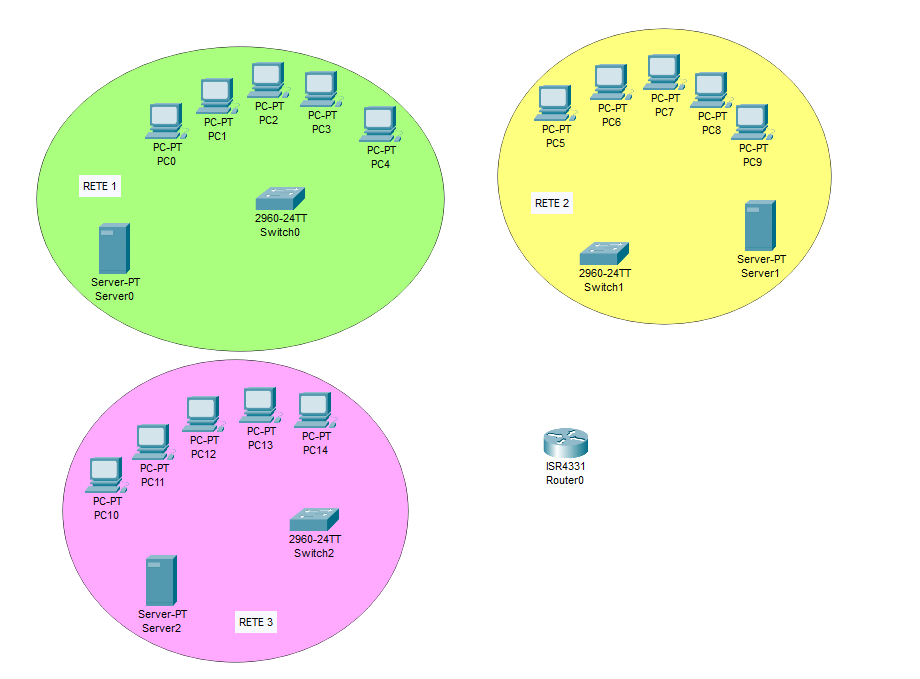 PC-PT
PC0
PC-PT
PC1
PC-PT
PC2
PC-PT
PC3
PC-PT
PC4
RETE 1
2960-24TT
Switch0
Server-PT
Server0
PC-PT
PC5
PC-PT
PC6
PC-PT
PC7
PC-PT
PC8
PC-PT
PC9
RETE 2
2960-24TT
Switch1
Server-PT
Server1
PC-PT
PC10
PC-PT
PC11
PC-PT
PC12
PC-PT
PC13
PC-PT
PC14
2960-24TT
Switch2
Server-PT
Server2
RETE 3
ISR4331
Router0